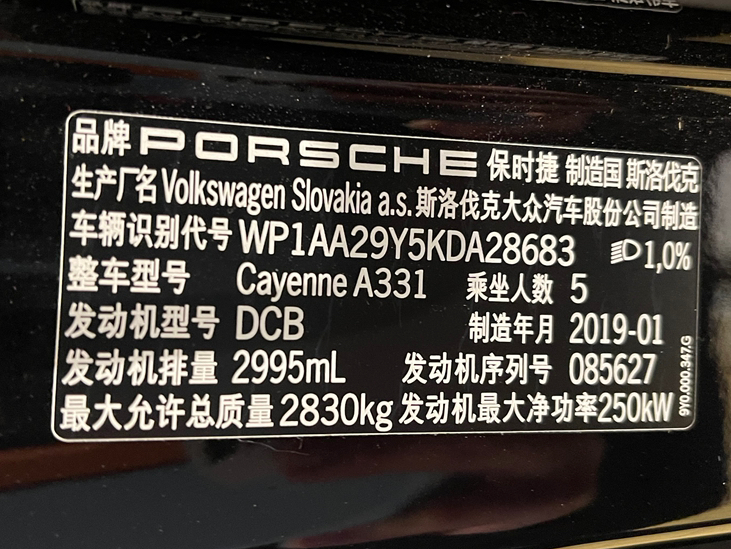 品牌 PORSCHE 保时捷 制造国 斯洛伐克
生产厂名 Volkswagen Slovakia a.s. 斯洛伐克大众汽车股份公司制造
车辆识别代号 WP1AA29Y5KDA28683 1,0%
整车型号 Cayenne A331 乘坐人数 5
发动机型号 DCB 制造年月 2019-01
发动机排量 2995mL 发动机序列号 085627
最大允许总质量 2830kg 发动机最大净功率 250kW
9Y0.000.347.G